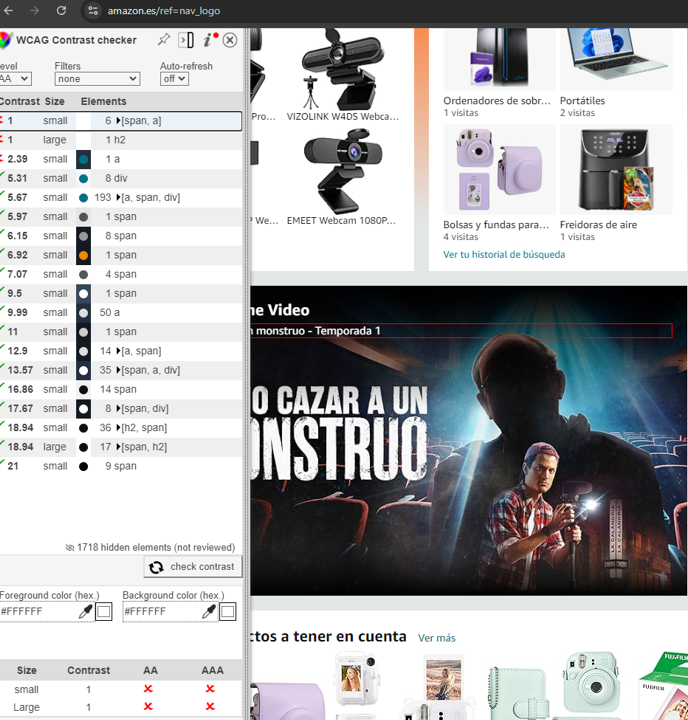 amazon.es/ref=nav_logo
WCAG Contrast checker
evel
Filters
Auto-refresh
AA
none
off
Contrast Size Elements
1 small 6 [span, a]
1 large 1 h2
2.39 small 1 a
5.31 small 8 div
5.67 small 193 [a, span, div]
5.97 small 1 span
6.15 small 8 span
6.92 small 1 span
7.07 small 4 span
9.5 small 1 span
9.99 small 50 a
11 small 1 span
12.9 small 14 [a, span]
13.57 small 35 [span, a, div]
16.86 small 14 span
17.67 small 8 [span, div]
18.94 small 36 [h2, span]
18.94 large 17 [span, h2]
21 small 9 span
1718 hidden elements (not reviewed)
check contrast
Foreground color (hex.)
Background color (hex.)
#FFFFFF
#FFFFFF
Size Contrast AA AAA
small 1
Large 1
Pro...
VIZOLINK W4DS Webca...
P We...
EMEET Webcam 1080P...
Ordenadores de sobr...
1 visitas
Portátiles
2 visitas
Bolsas y fundas para...
4 visitas
Freidoras de aire
1 visitas
Ver tu historial de búsqueda
ne Video
n monstruo - Temporada 1
O CAZAR A UN
ONSTRUO
LA CALANDRIA
LA CALANDRIA
ctos a tener en cuenta Ver más
FUJIFILM
FUJIFILM